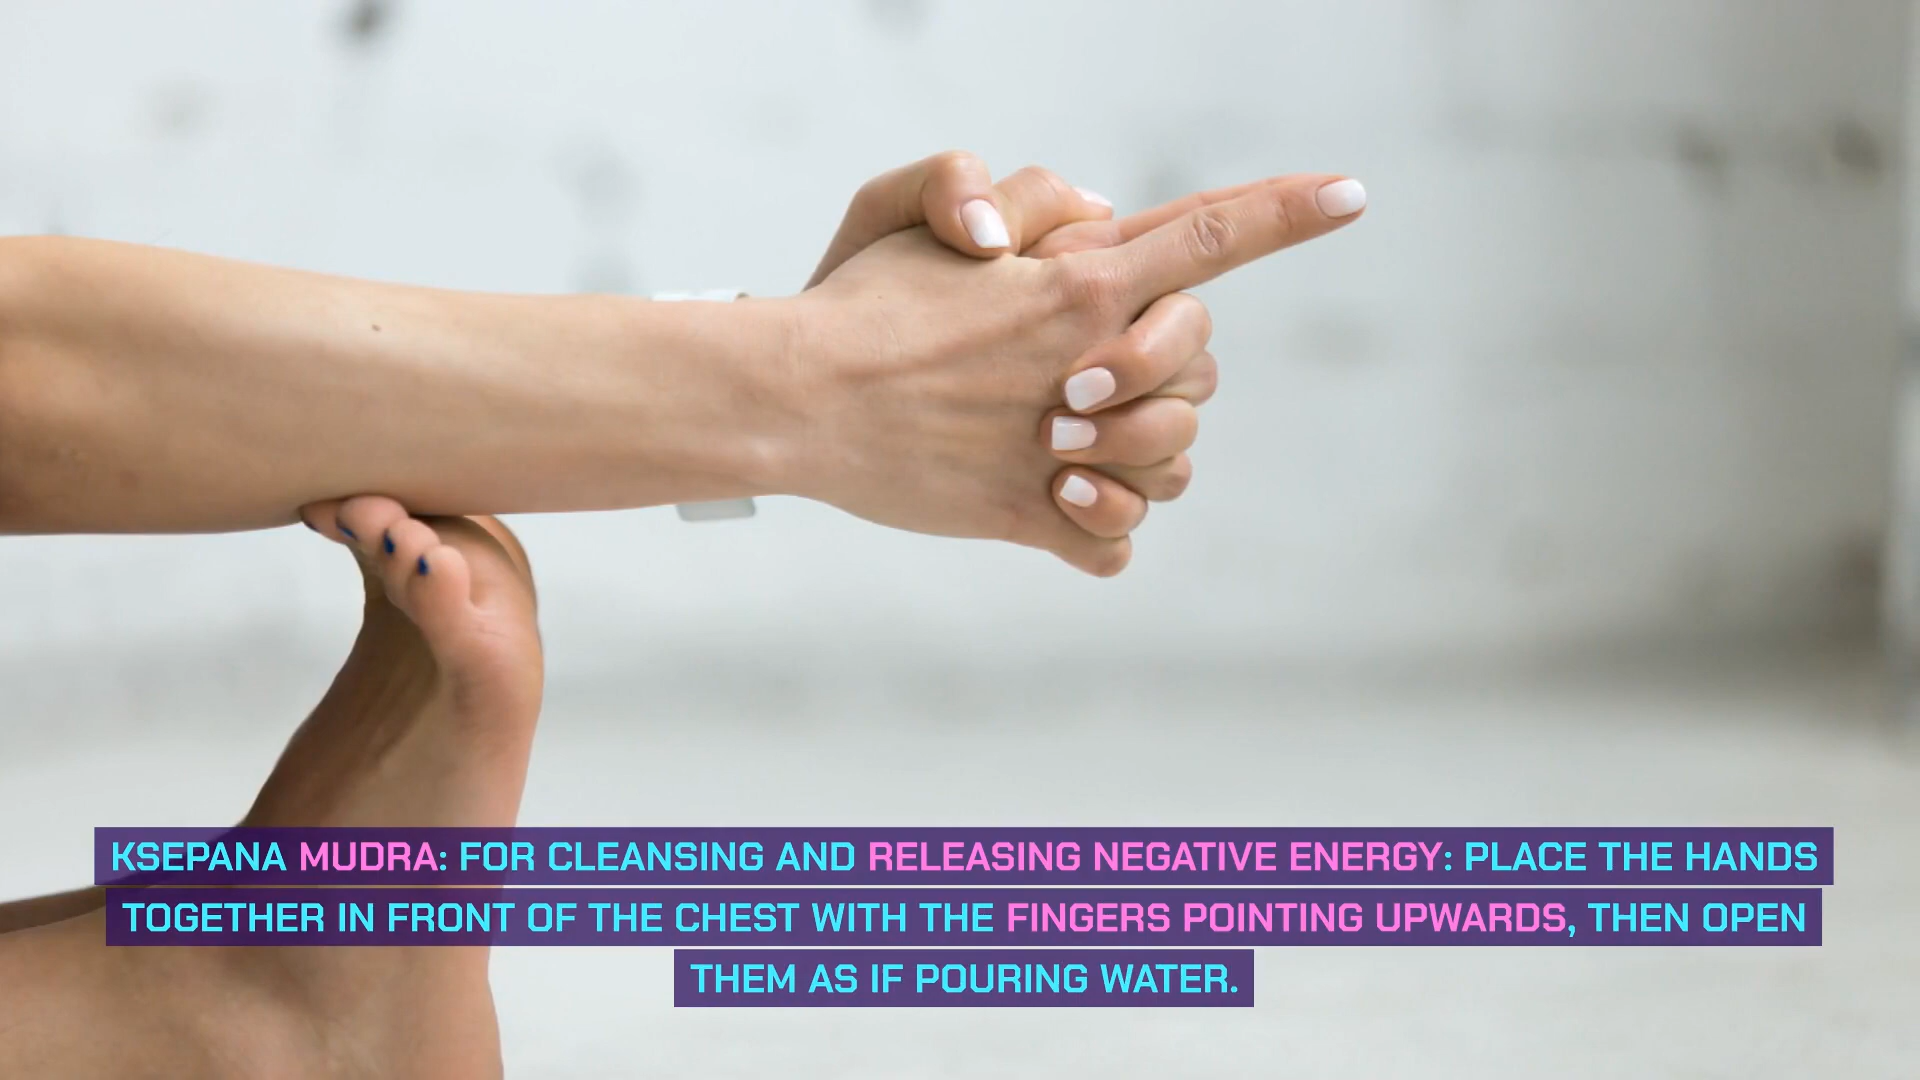 KSEPANA MUDRA: FOR CLEANSING AND RELEASING NEGATIVE ENERGY: PLACE THE HANDS
TOGETHER IN FRONT OF THE CHEST WITH THE FINGERS POINTING UPWARDS, THEN OPEN
THEM AS IF POURING WATER.